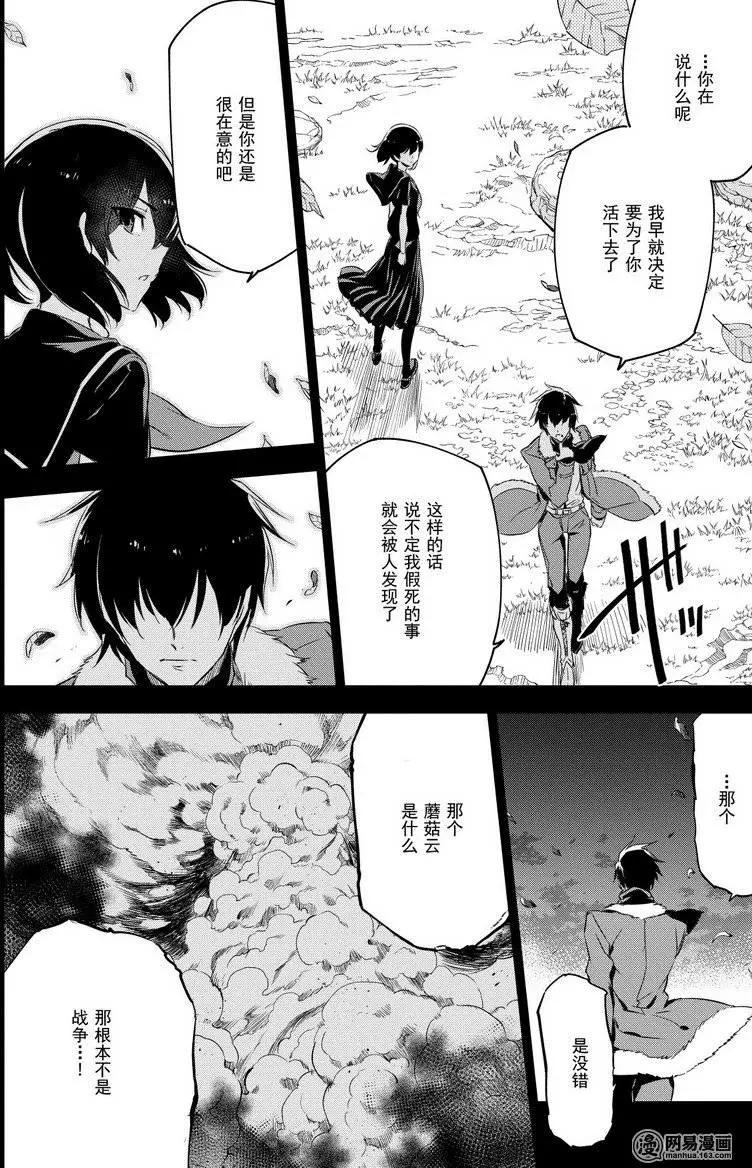 …你在
说什么呢
我早就决定
要为了你
活下去了
但是你还是
很在意的吧
这样的话
说不定我假死的事
就会被人发现了
ザッ
…那个
是没错
那个
蘑菇云
是什么
那根本不是
战争…！
漫 网易漫画
manhua.163.com